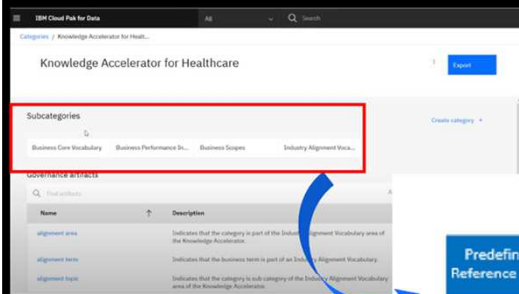 IBM Cloud Pak for Data
All
Search
Categories / Knowledge Accelerator for Healt...
Knowledge Accelerator for Healthcare
Export
Subcategories
Create category +
Business Core Vocabulary
Business Performance In...
Business Scopes
Industry Alignment Voca...
Governance artifacts
Find artifacts
Name
Description
alignment area
Indicates that the category is part of the Industry Alignment Vocabulary area of
the Knowledge Accelerator.
alignment term
Indicates that the business term is part of an Industry Alignment Vocabulary.
alignment topic
Indicates that the category is sub category of the Industry Alignment Vocabulary
area of the Knowledge Accelerator.
Predefin
Reference